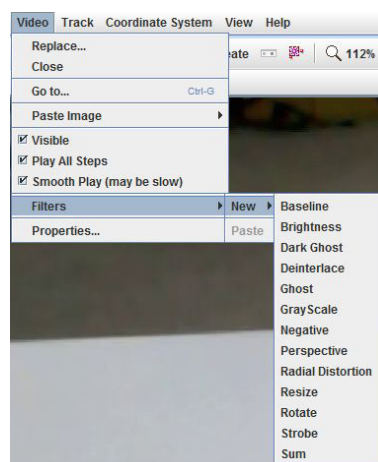 Video Track Coordinate System View Help
Replace...
eate 112%
Close
Go to... Ctrl-G
Paste Image
Visible
Play All Steps
Smooth Play (may be slow)
Filters New Baseline
Properties... Paste Brightness
Dark Ghost
Deinterlace
Ghost
GrayScale
Negative
Perspective
Radial Distortion
Resize
Rotate
Strobe
Sum